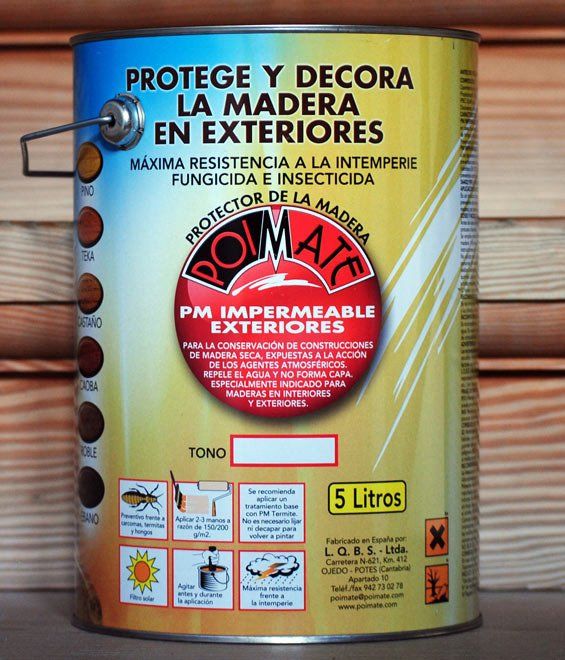 PROTEGE Y DECORA
LA MADERA
EN EXTERIORES
MÁXIMA RESISTENCIA A LA INTEMPERIE
FUNGICIDA E INSECTICIDA
PROTECTOR DE LA MADERA
POIMATE
PM IMPERMEABLE
EXTERIORES
PARA LA CONSERVACIÓN DE CONSTRUCCIONES
DE MADERA SECA, EXPUESTAS A LA ACCIÓN
DE LOS AGENTES ATMOSFÉRICOS.
REPELE EL AGUA Y NO FORMA CAPA.
ESPECIALMENTE INDICADO PARA
MADERAS EN INTERIORES
Y EXTERIORES.
PINO
TEKA
CASTAÑO
CAOBA
ROBLE
EBANO
TONO
Preventivo frente a
carcomas, termitas
y hongos
Aplicar 2-3 manos a
razón de 150/200
g/m2.
Se recomienda
aplicar un
tratamiento base
con PM Termite.
No es necesario lijar
ni decapar para
volver a pintar
Filtro solar
Agitar
antes y durante
la aplicación
Máxima resistencia
frente a
la intemperie
5 Litros
Fabricado en España por:
L. Q. B. S. - Ltda.
Carretera N-621, Km. 412
OJEDO - POTES (Cantabria)
Apartado 10
Teléf./fax 942 73 02 78
poimate@poimate.com
www.poimate.com